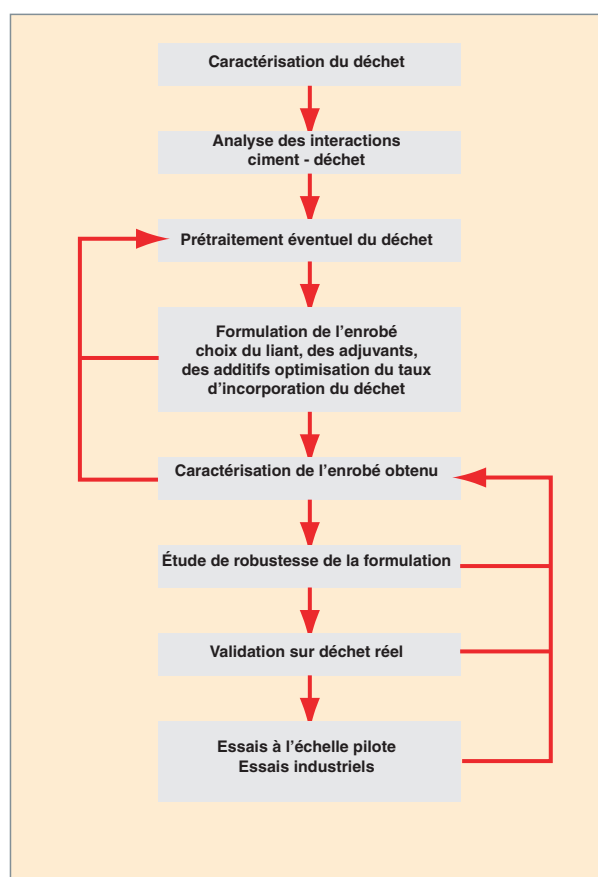 Caractérisation du déchet
Analyse des interactions
ciment - déchet
Prétraitement éventuel du déchet
Formulation de l’enrobé
choix du liant, des adjuvants,
des additifs optimisation du taux
d’incorporation du déchet
Caractérisation de l’enrobé obtenu
Étude de robustesse de la formulation
Validation sur déchet réel
Essais à l’échelle pilote
Essais industriels